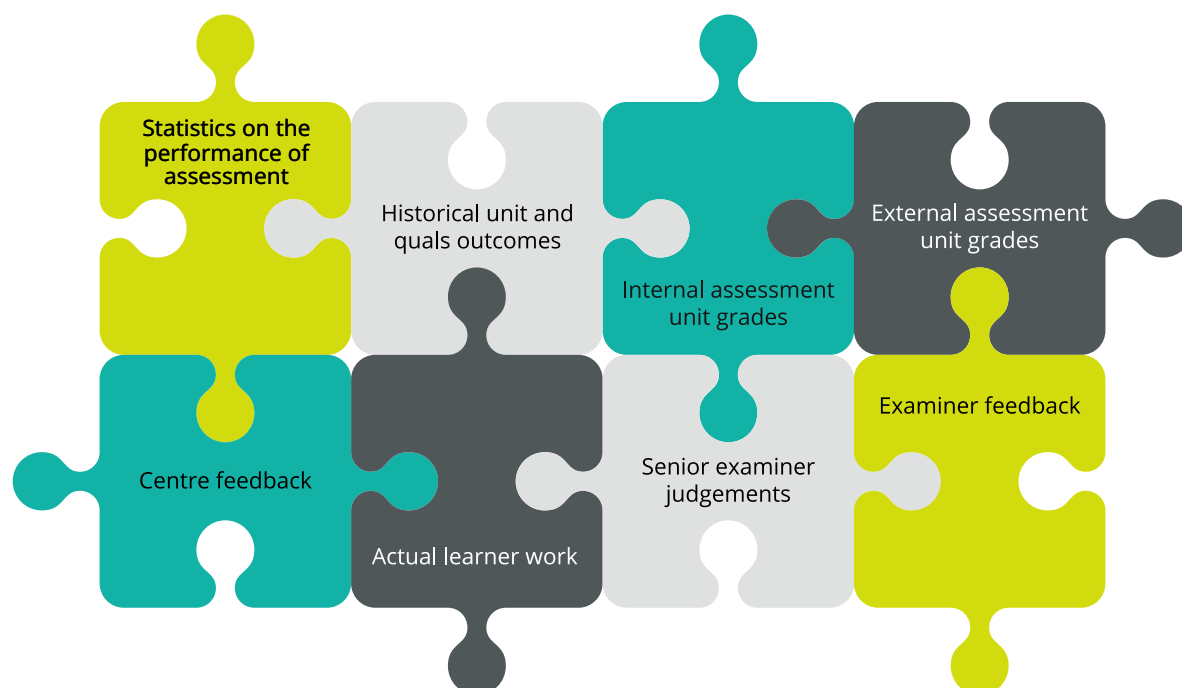 Statistics on the
performance of
assessment
Historical unit and
quals outcomes
Internal assessment
unit grades
External assessment
unit grades
Centre feedback
Actual learner work
Senior examiner
judgements
Examiner feedback